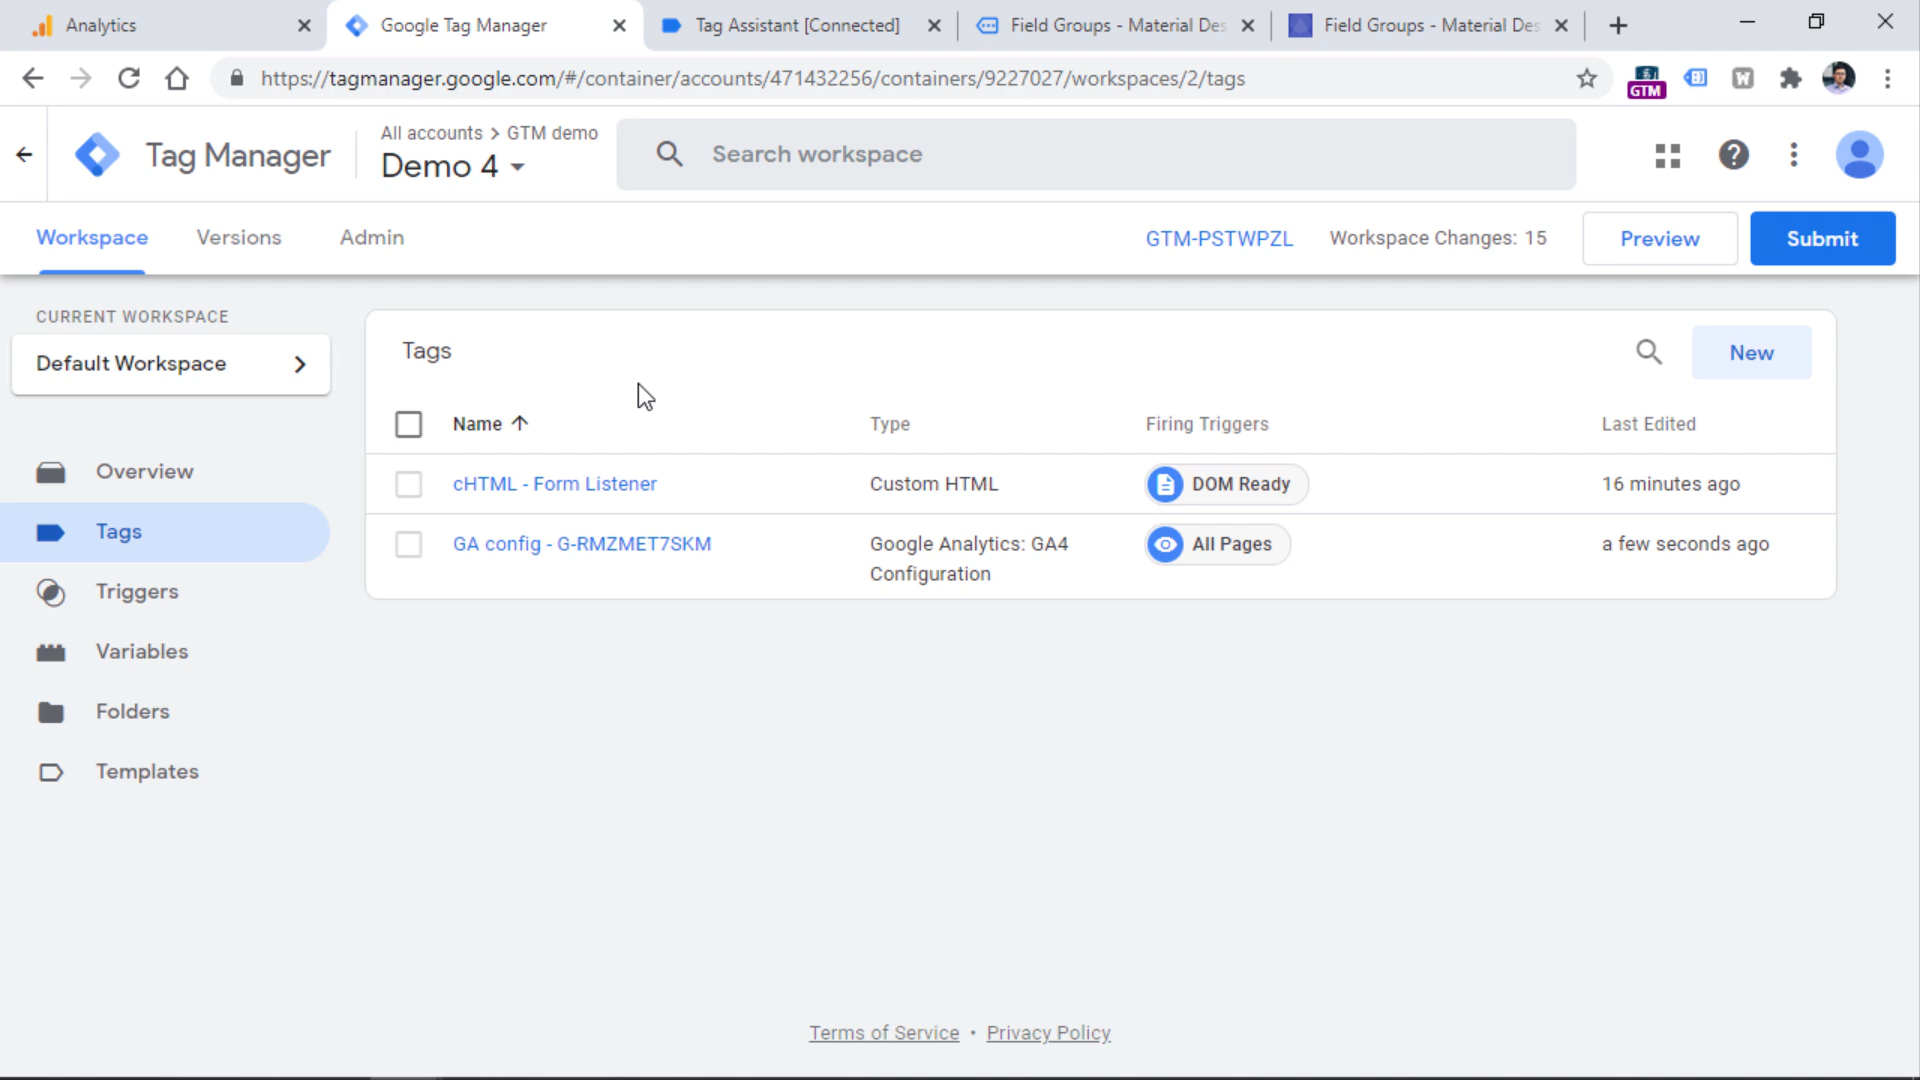 Analytics
Google Tag Manager
Tag Assistant [Connected]
Field Groups - Material Des
Field Groups - Material Des
https://tagmanager.google.com/#/container/accounts/471432256/containers/9227027/workspaces/2/tags
GTM
W
Tag Manager
All accounts > GTM demo
Demo 4
Search workspace
Workspace
Versions
Admin
GTM-PSTWPZL
Workspace Changes: 15
Preview
Submit
CURRENT WORKSPACE
Default Workspace
Overview
Tags
Triggers
Variables
Folders
Templates
Tags
New
Name
Type
Firing Triggers
Last Edited
cHTML - Form Listener
Custom HTML
DOM Ready
16 minutes ago
GA config - G-RMZMET7SKM
Google Analytics: GA4
Configuration
All Pages
a few seconds ago
Terms of Service • Privacy Policy